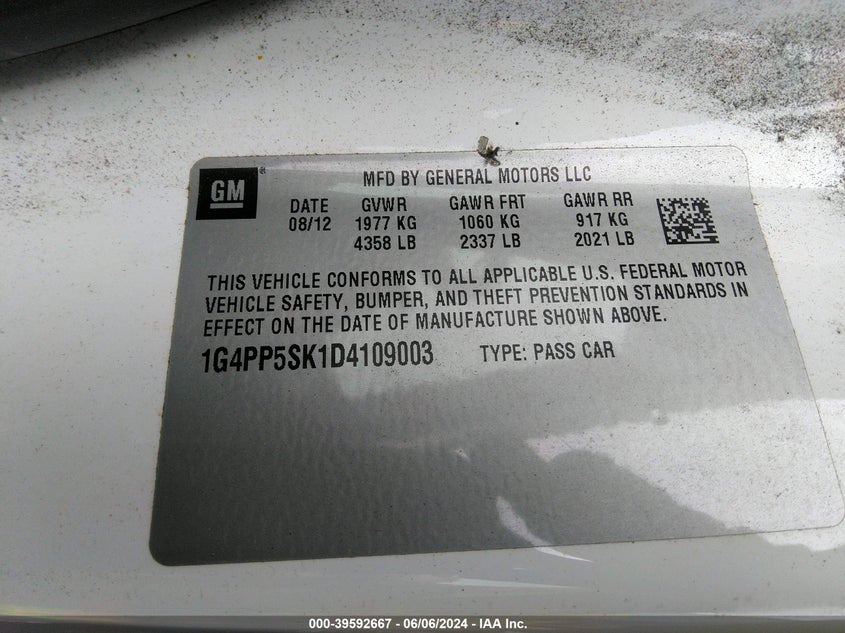 GM
MFD BY GENERAL MOTORS LLC
DATE GVWR GAWR FRT GAWR RR
08/12 1977 KG 1060 KG 917 KG
4358 LB 2337 LB 2021 LB
THIS VEHICLE CONFORMS TO ALL APPLICABLE U.S. FEDERAL MOTOR
VEHICLE SAFETY, BUMPER, AND THEFT PREVENTION STANDARDS IN
EFFECT ON THE DATE OF MANUFACTURE SHOWN ABOVE.
1G4PP5SK1D4109003 TYPE: PASS CAR
000-39592667 - 06/06/2024 - IAA Inc.